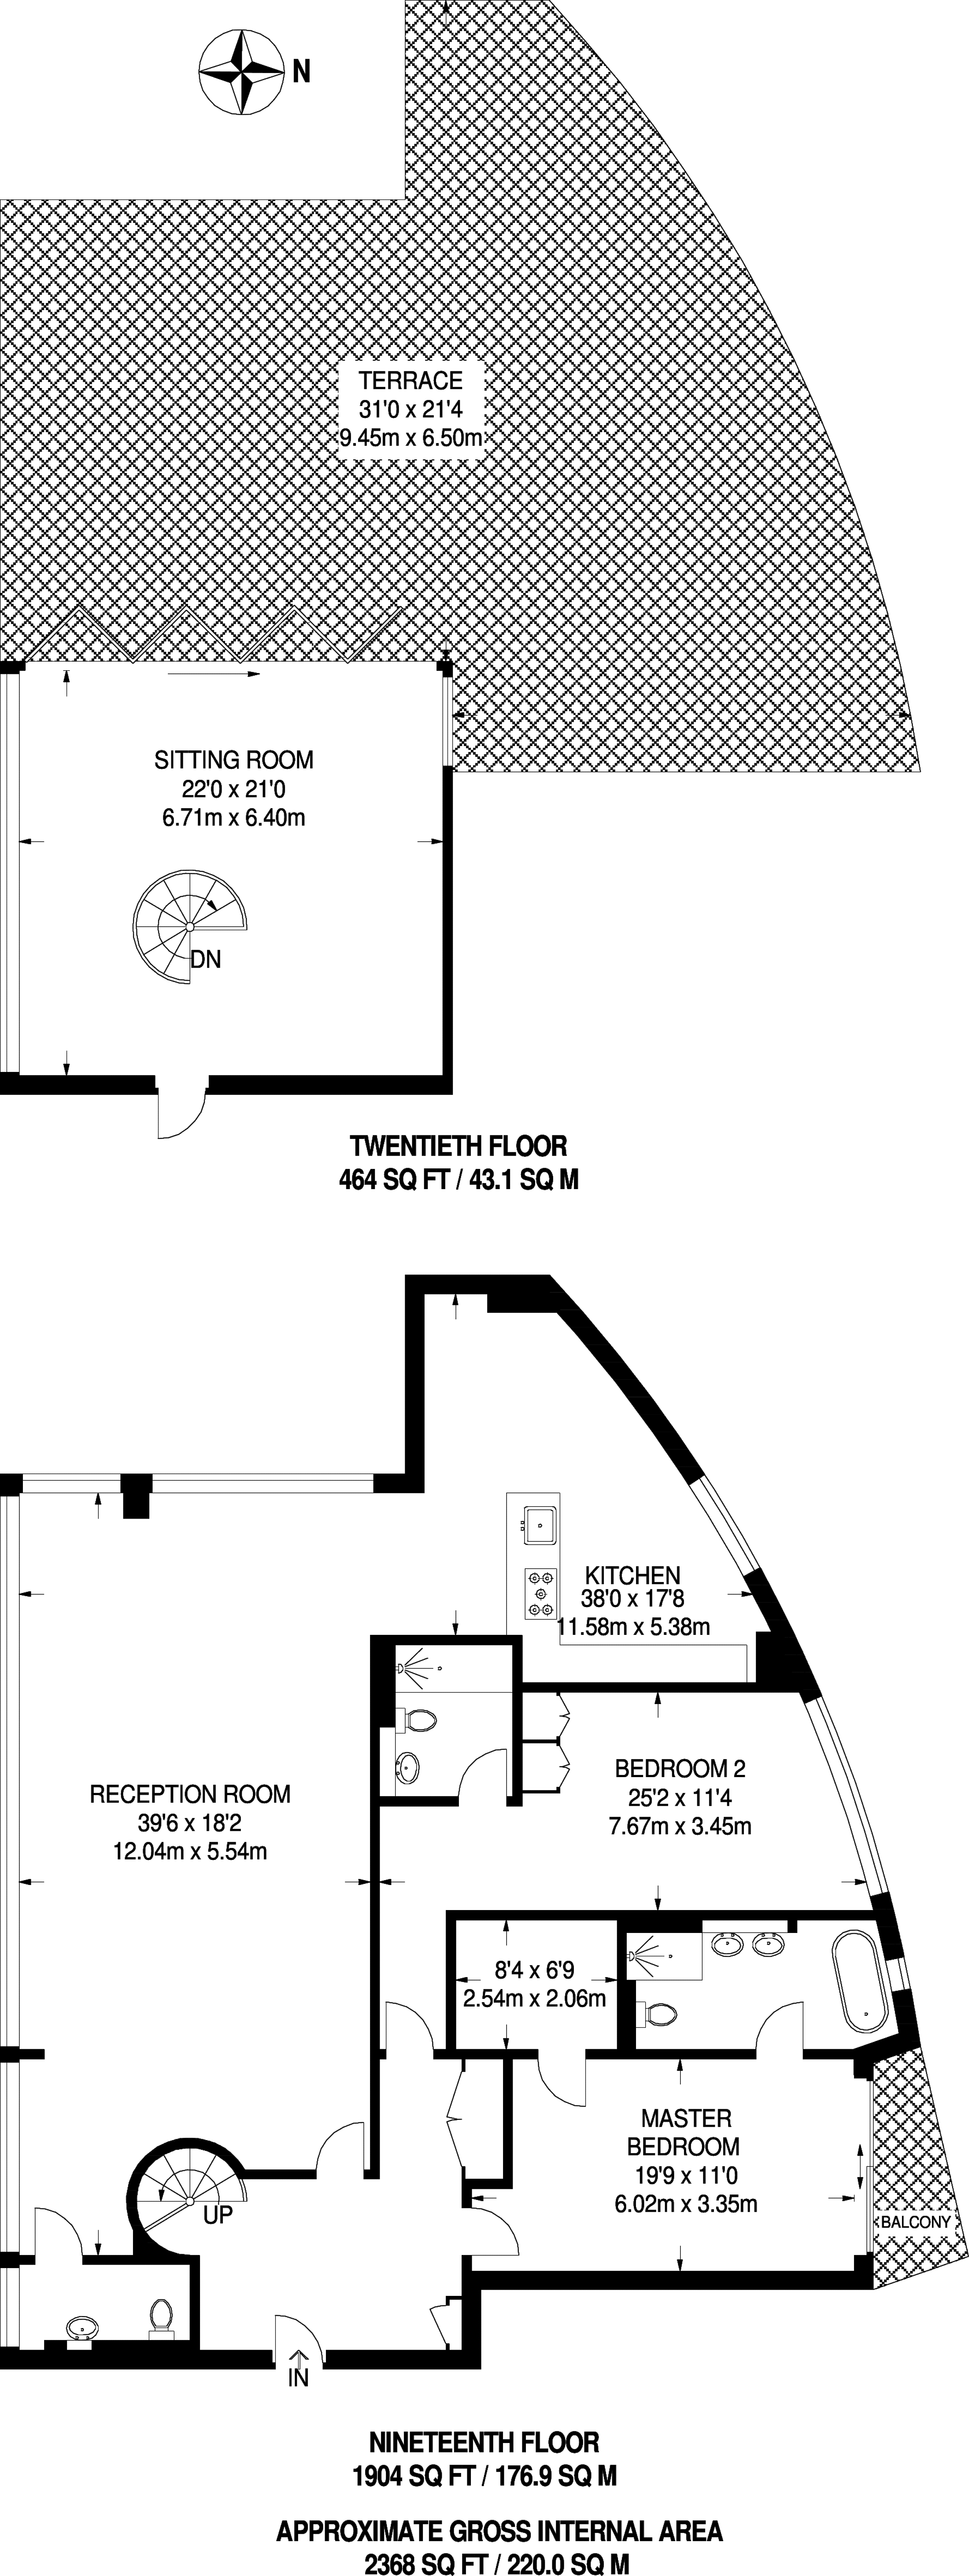 N
TERRACE
31'0 x 21'4
9.45m x 6.50m
SITTING ROOM
22'0 x 21'0
6.71m x 6.40m
DN
TWENTIETH FLOOR
464 SQ FT / 43.1 SQ M
KITCHEN
38'0 x 17'8
11.58m x 5.38m
RECEPTION ROOM
39'6 x 18'2
12.04m x 5.54m
BEDROOM 2
25'2 x 11'4
7.67m x 3.45m
8'4 x 6'9
2.54m x 2.06m
MASTER
BEDROOM
19'9 x 11'0
6.02m x 3.35m
UP
BALCONY
IN
NINETEENTH FLOOR
1904 SQ FT / 176.9 SQ M
APPROXIMATE GROSS INTERNAL AREA
2368 SQ FT / 220.0 SQ M